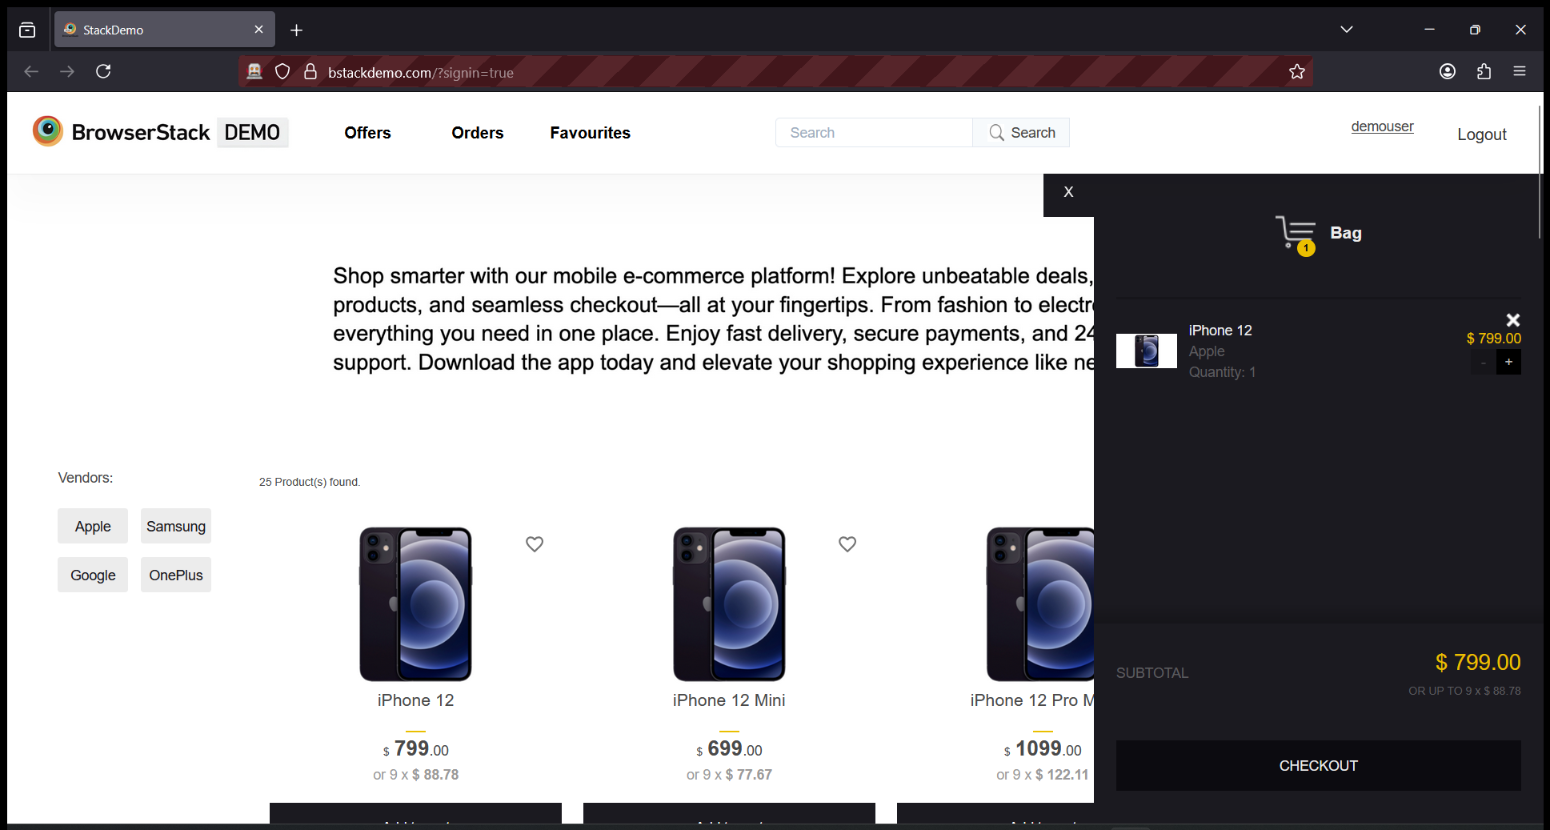 StackDemo
bstackdemo.com/?signin=true
BrowserStack DEMO
Offers
Orders
Favourites
Search
Search
demouser
Logout
X
1
Bag
Shop smarter with our mobile e-commerce platform! Explore unbeatable deals,
products, and seamless checkout—all at your fingertips. From fashion to electr
everything you need in one place. Enjoy fast delivery, secure payments, and 24
support. Download the app today and elevate your shopping experience like ne
iPhone 12
Apple
Quantity: 1
$ 799.00
-
+
Vendors:
Apple
Samsung
Google
OnePlus
25 Product(s) found.
iPhone 12
$ 799.00
or 9 x $ 88.78
iPhone 12 Mini
$ 699.00
or 9 x $ 77.67
iPhone 12 Pro M
$ 1099.00
or 9 x $ 122.11
SUBTOTAL
$ 799.00
OR UP TO 9 x $ 88.78
CHECKOUT